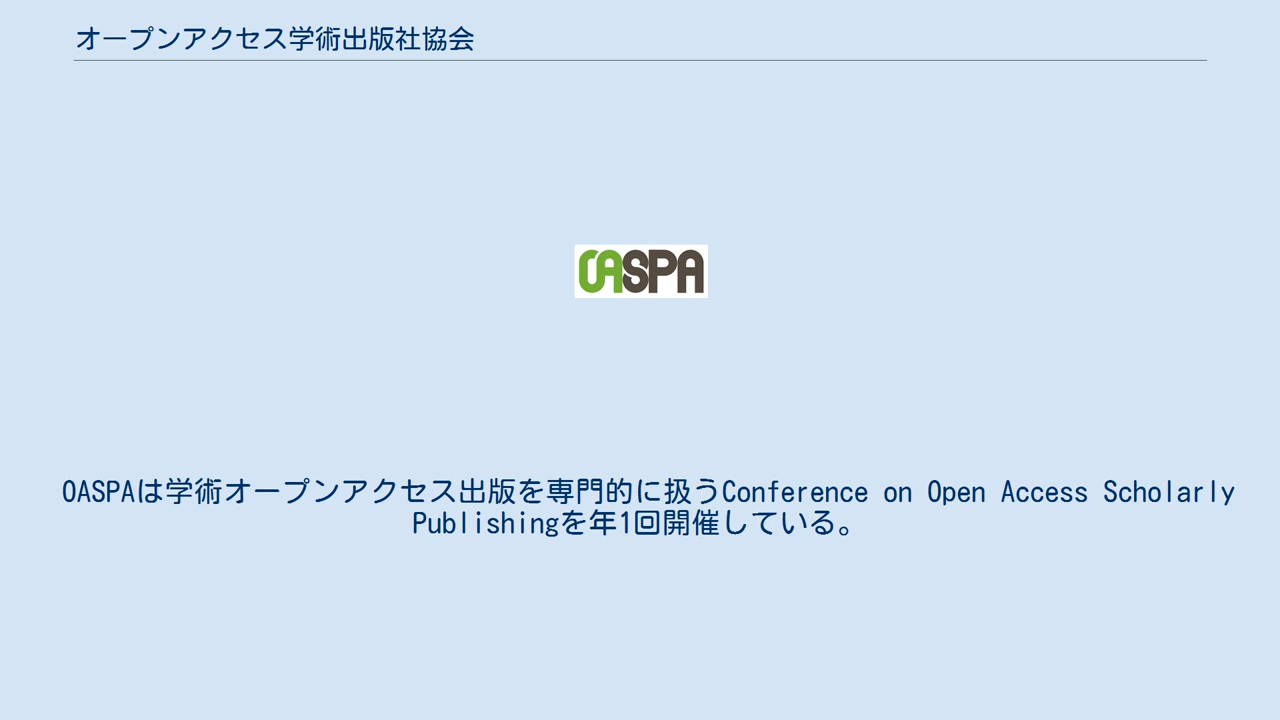 オープンアクセス学術出版社協会
OASPA
OASPAは学術オープンアクセス出版を専門的に扱うConference on Open Access Scholarly
Publishingを年1回開催している。